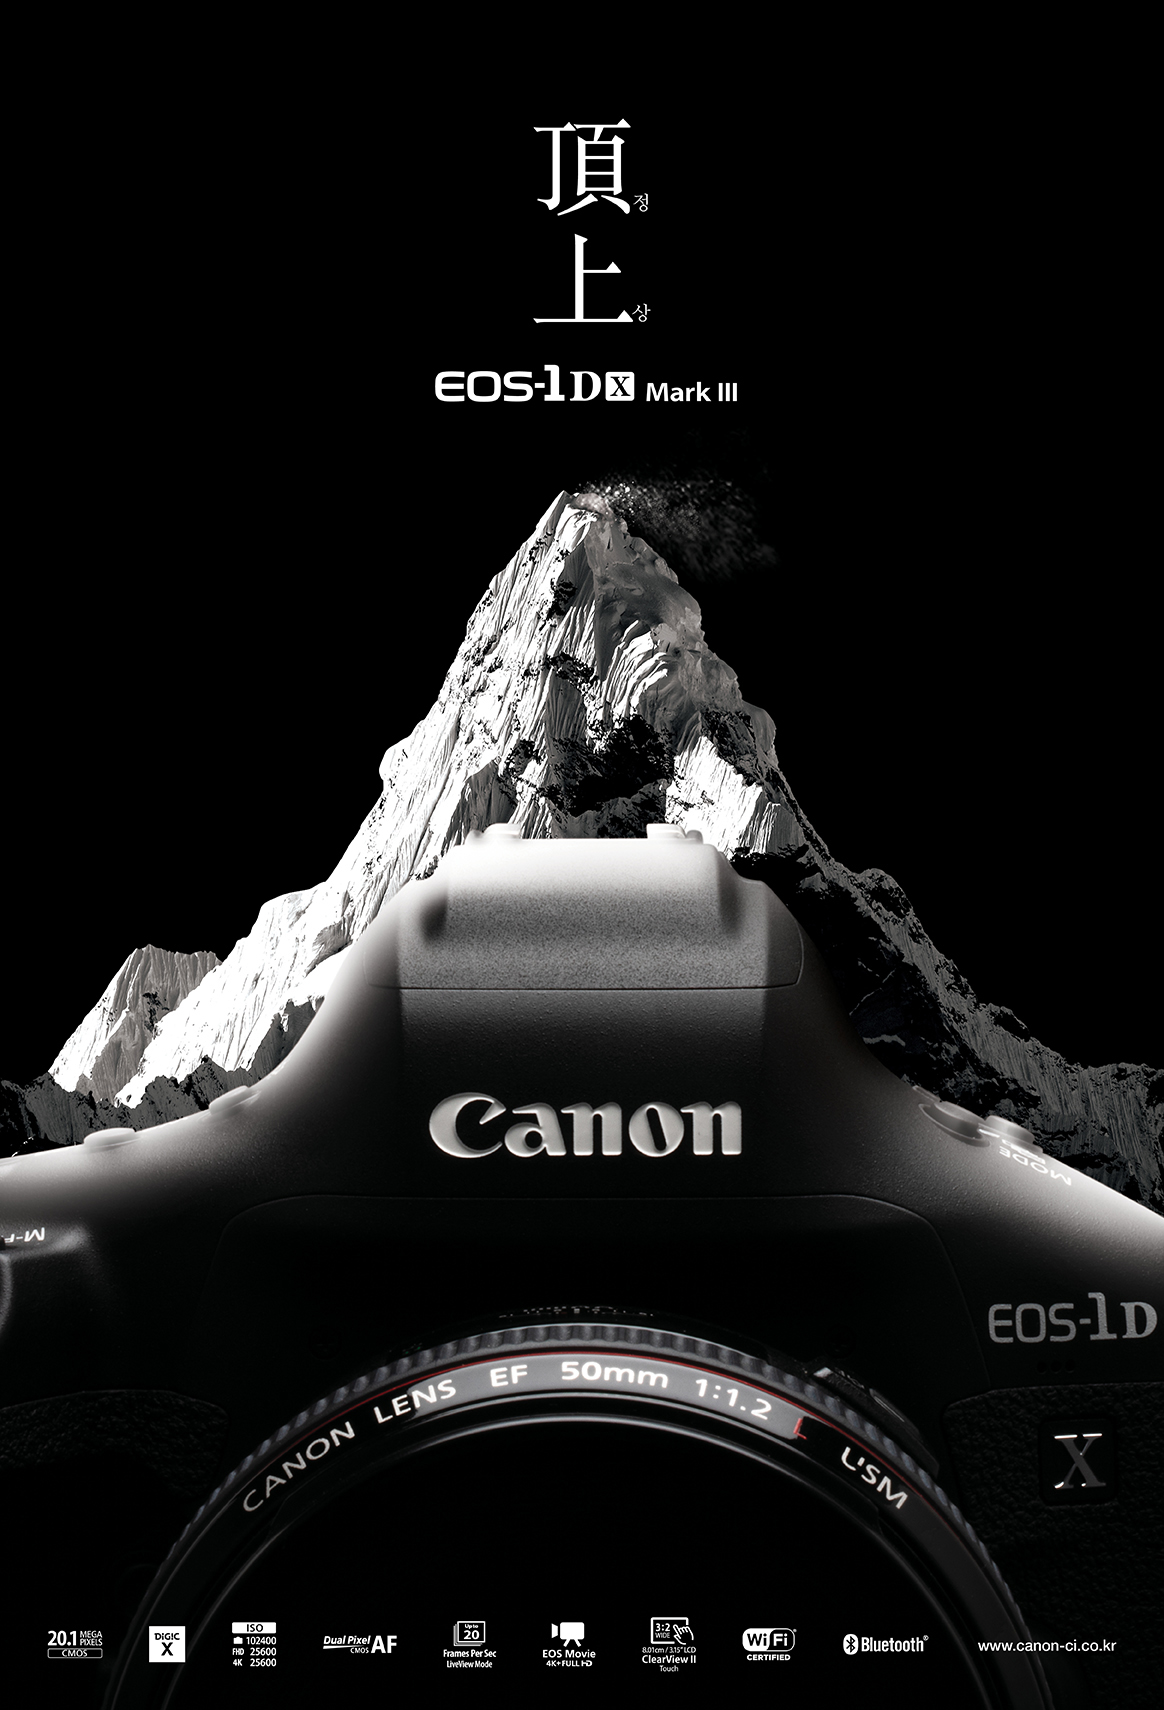 頂정
上상
EOS-1D X Mark III
Canon
MODE
M-F
EOS-1D
X
CANON LENS EF 50mm 1:1.2 L USM
20.1 MEGA PIXELS
CMOS
DIGIC
X
ISO
102400
FHD 25600
4K 25600
Dual Pixel CMOS AF
Up to
20
Frames Per Sec
LiveView Mode
EOS Movie
4K+FULL HD
3:2
WIDE
8.01cm / 3.15" LCD
ClearView II
Touch
Wi Fi
CERTIFIED
Bluetooth®
www.canon-ci.co.kr